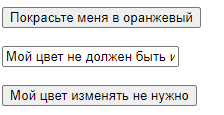 Покрасьте меня в оранжевый
Мой цвет не должен быть и
Мой цвет изменять не нужно